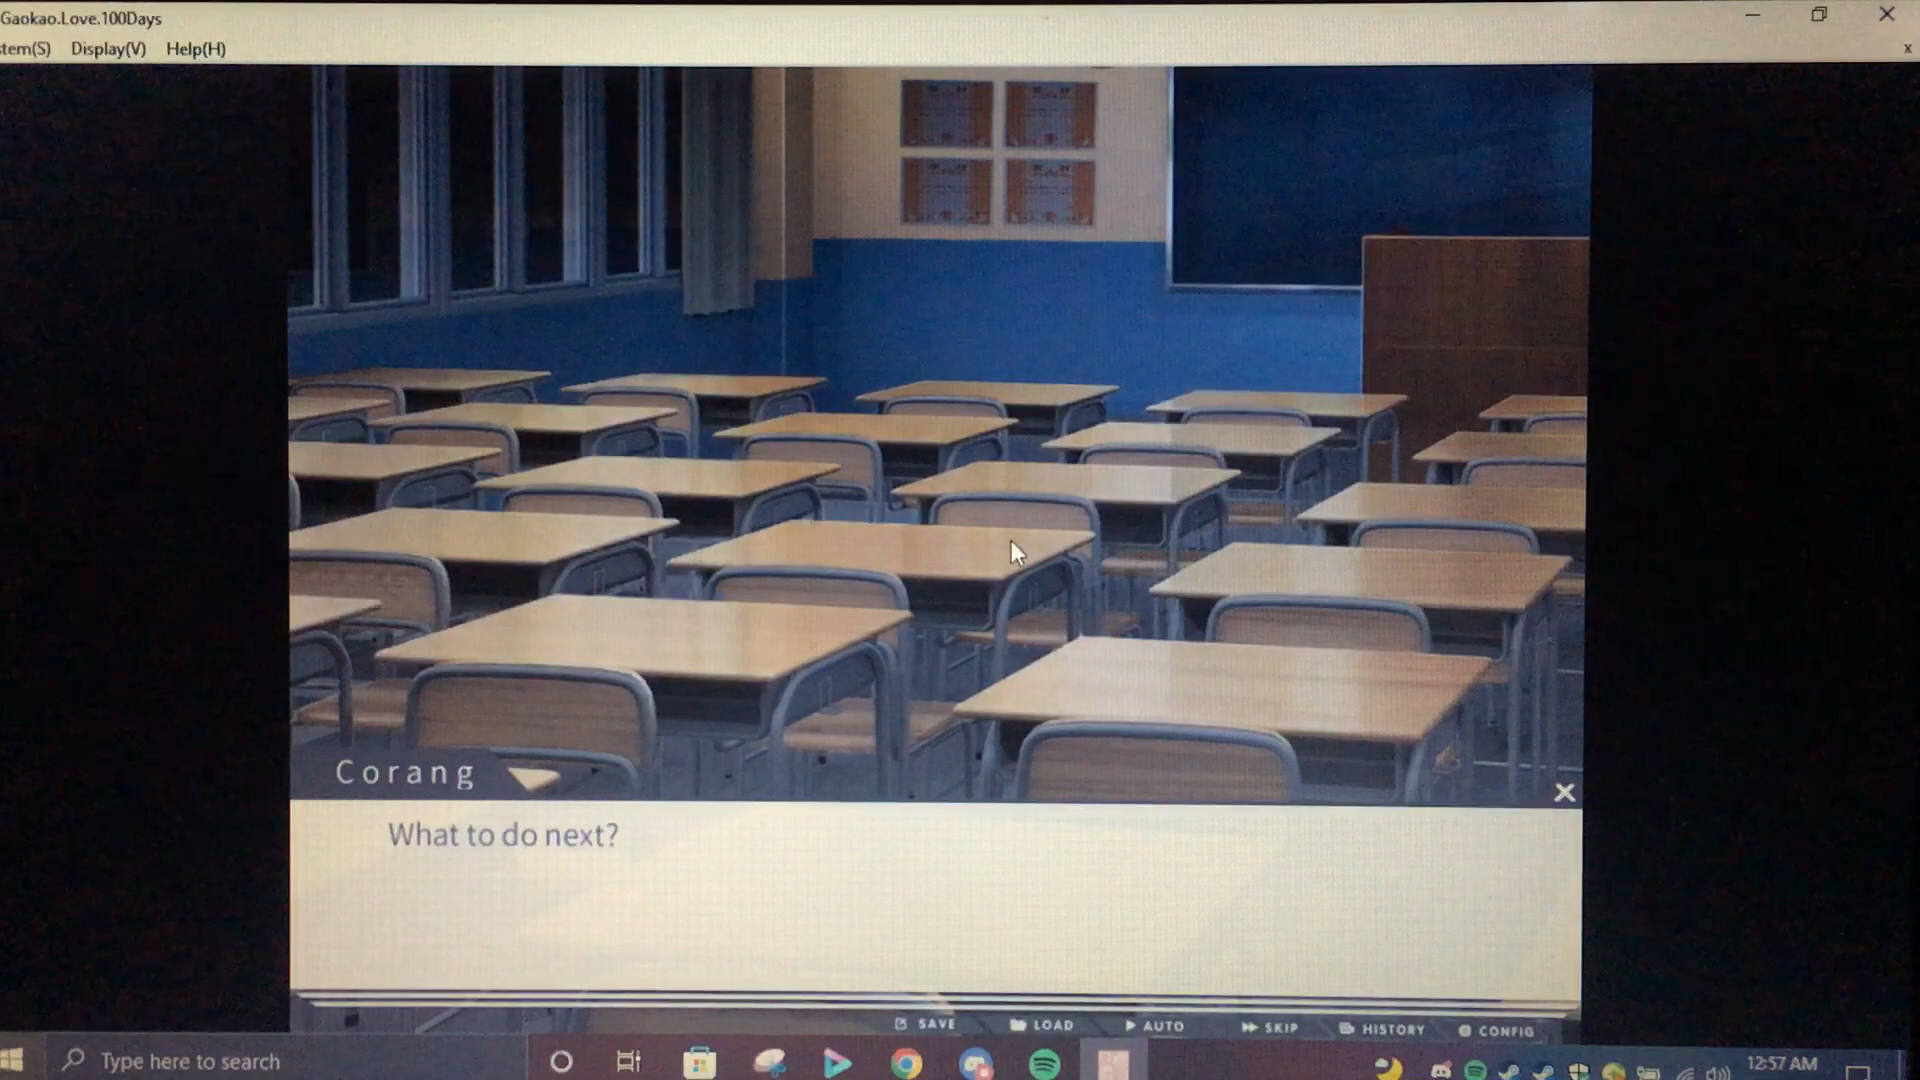 Gaokao.Love.100Days
stem(S) Display(V) Help(H)
x
Corang
What to do next?
SAVE LOAD AUTO SKIP HISTORY CONFIG
Type here to search
12:57 AM